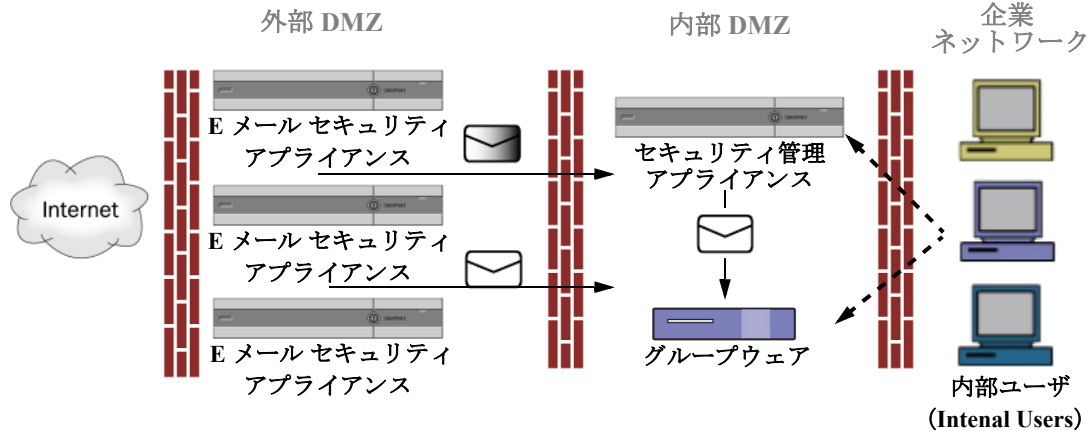 外部 DMZ
内部 DMZ
企業
ネットワーク
Internet
E メール セキュリティ
アプライアンス
E メール セキュリティ
アプライアンス
E メール セキュリティ
アプライアンス
セキュリティ管理
アプライアンス
グループウェア
内部ユーザ
(Intenal Users)